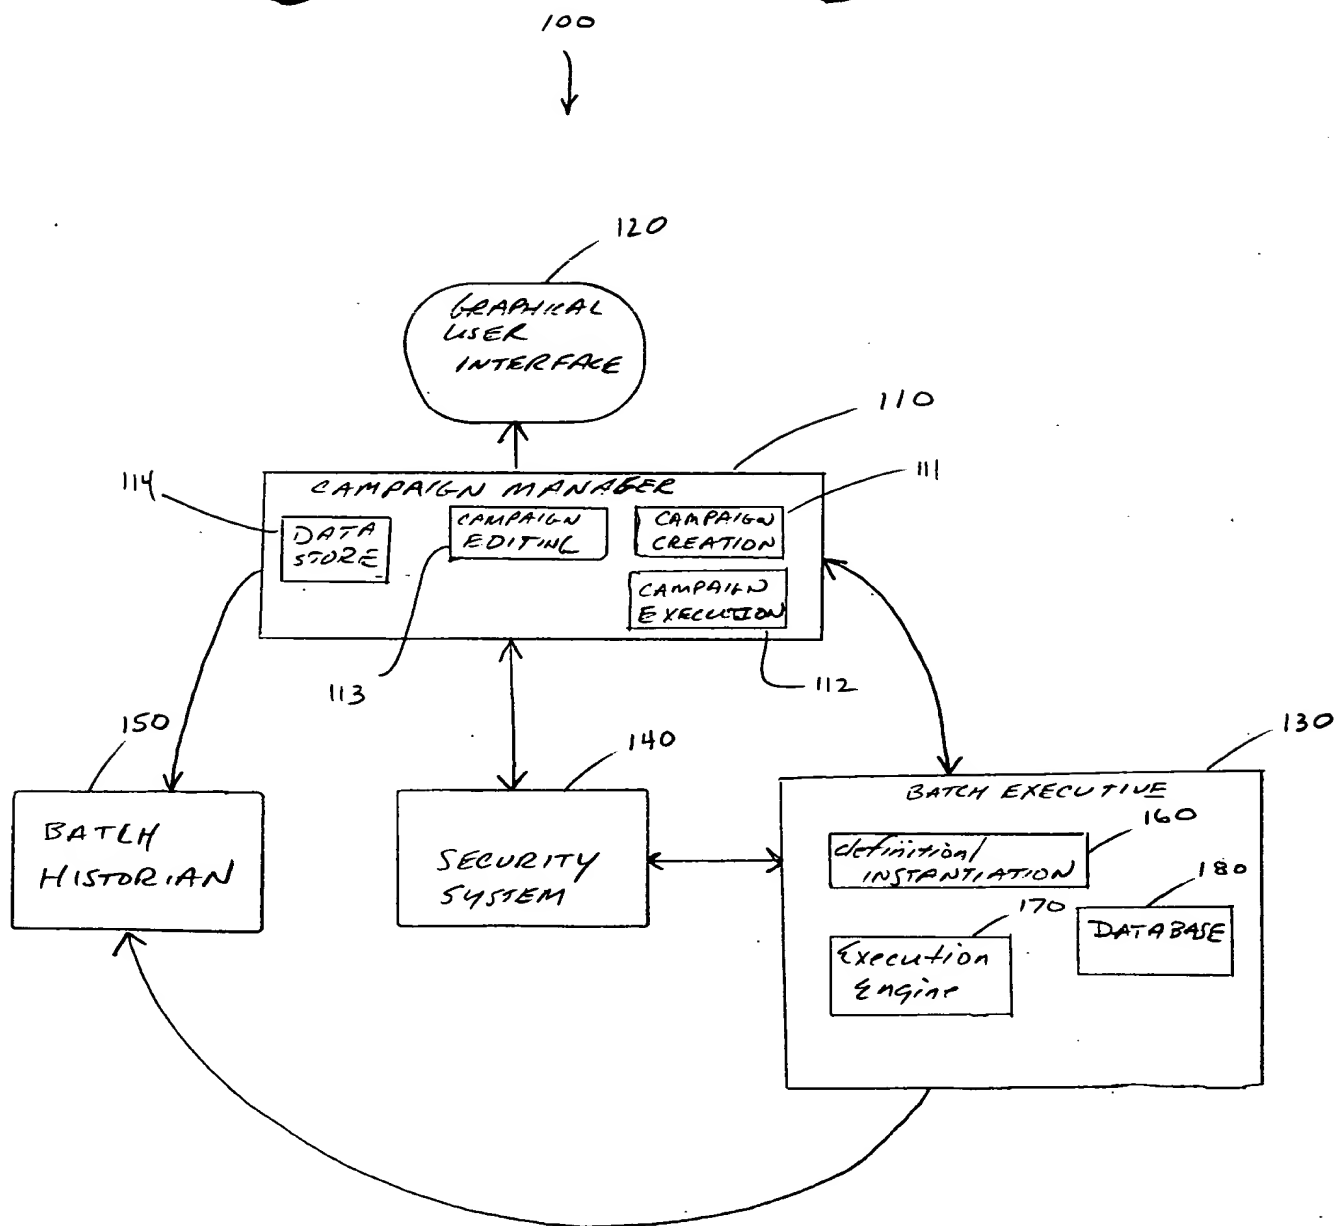 100
120
GRAPHICAL
USER
INTERFACE
110
114
111
CAMPAIGN MANAGER
DATA
STORE
CAMPAIGN
EDITING
CAMPAIGN
CREATION
CAMPAIGN
EXECUTION
113
112
150
140
130
BATCH
HISTORIAN
SECURITY
SYSTEM
BATCH EXECUTIVE
160
definition/
INSTANTIATION
180
170
DATABASE
Execution
Engine